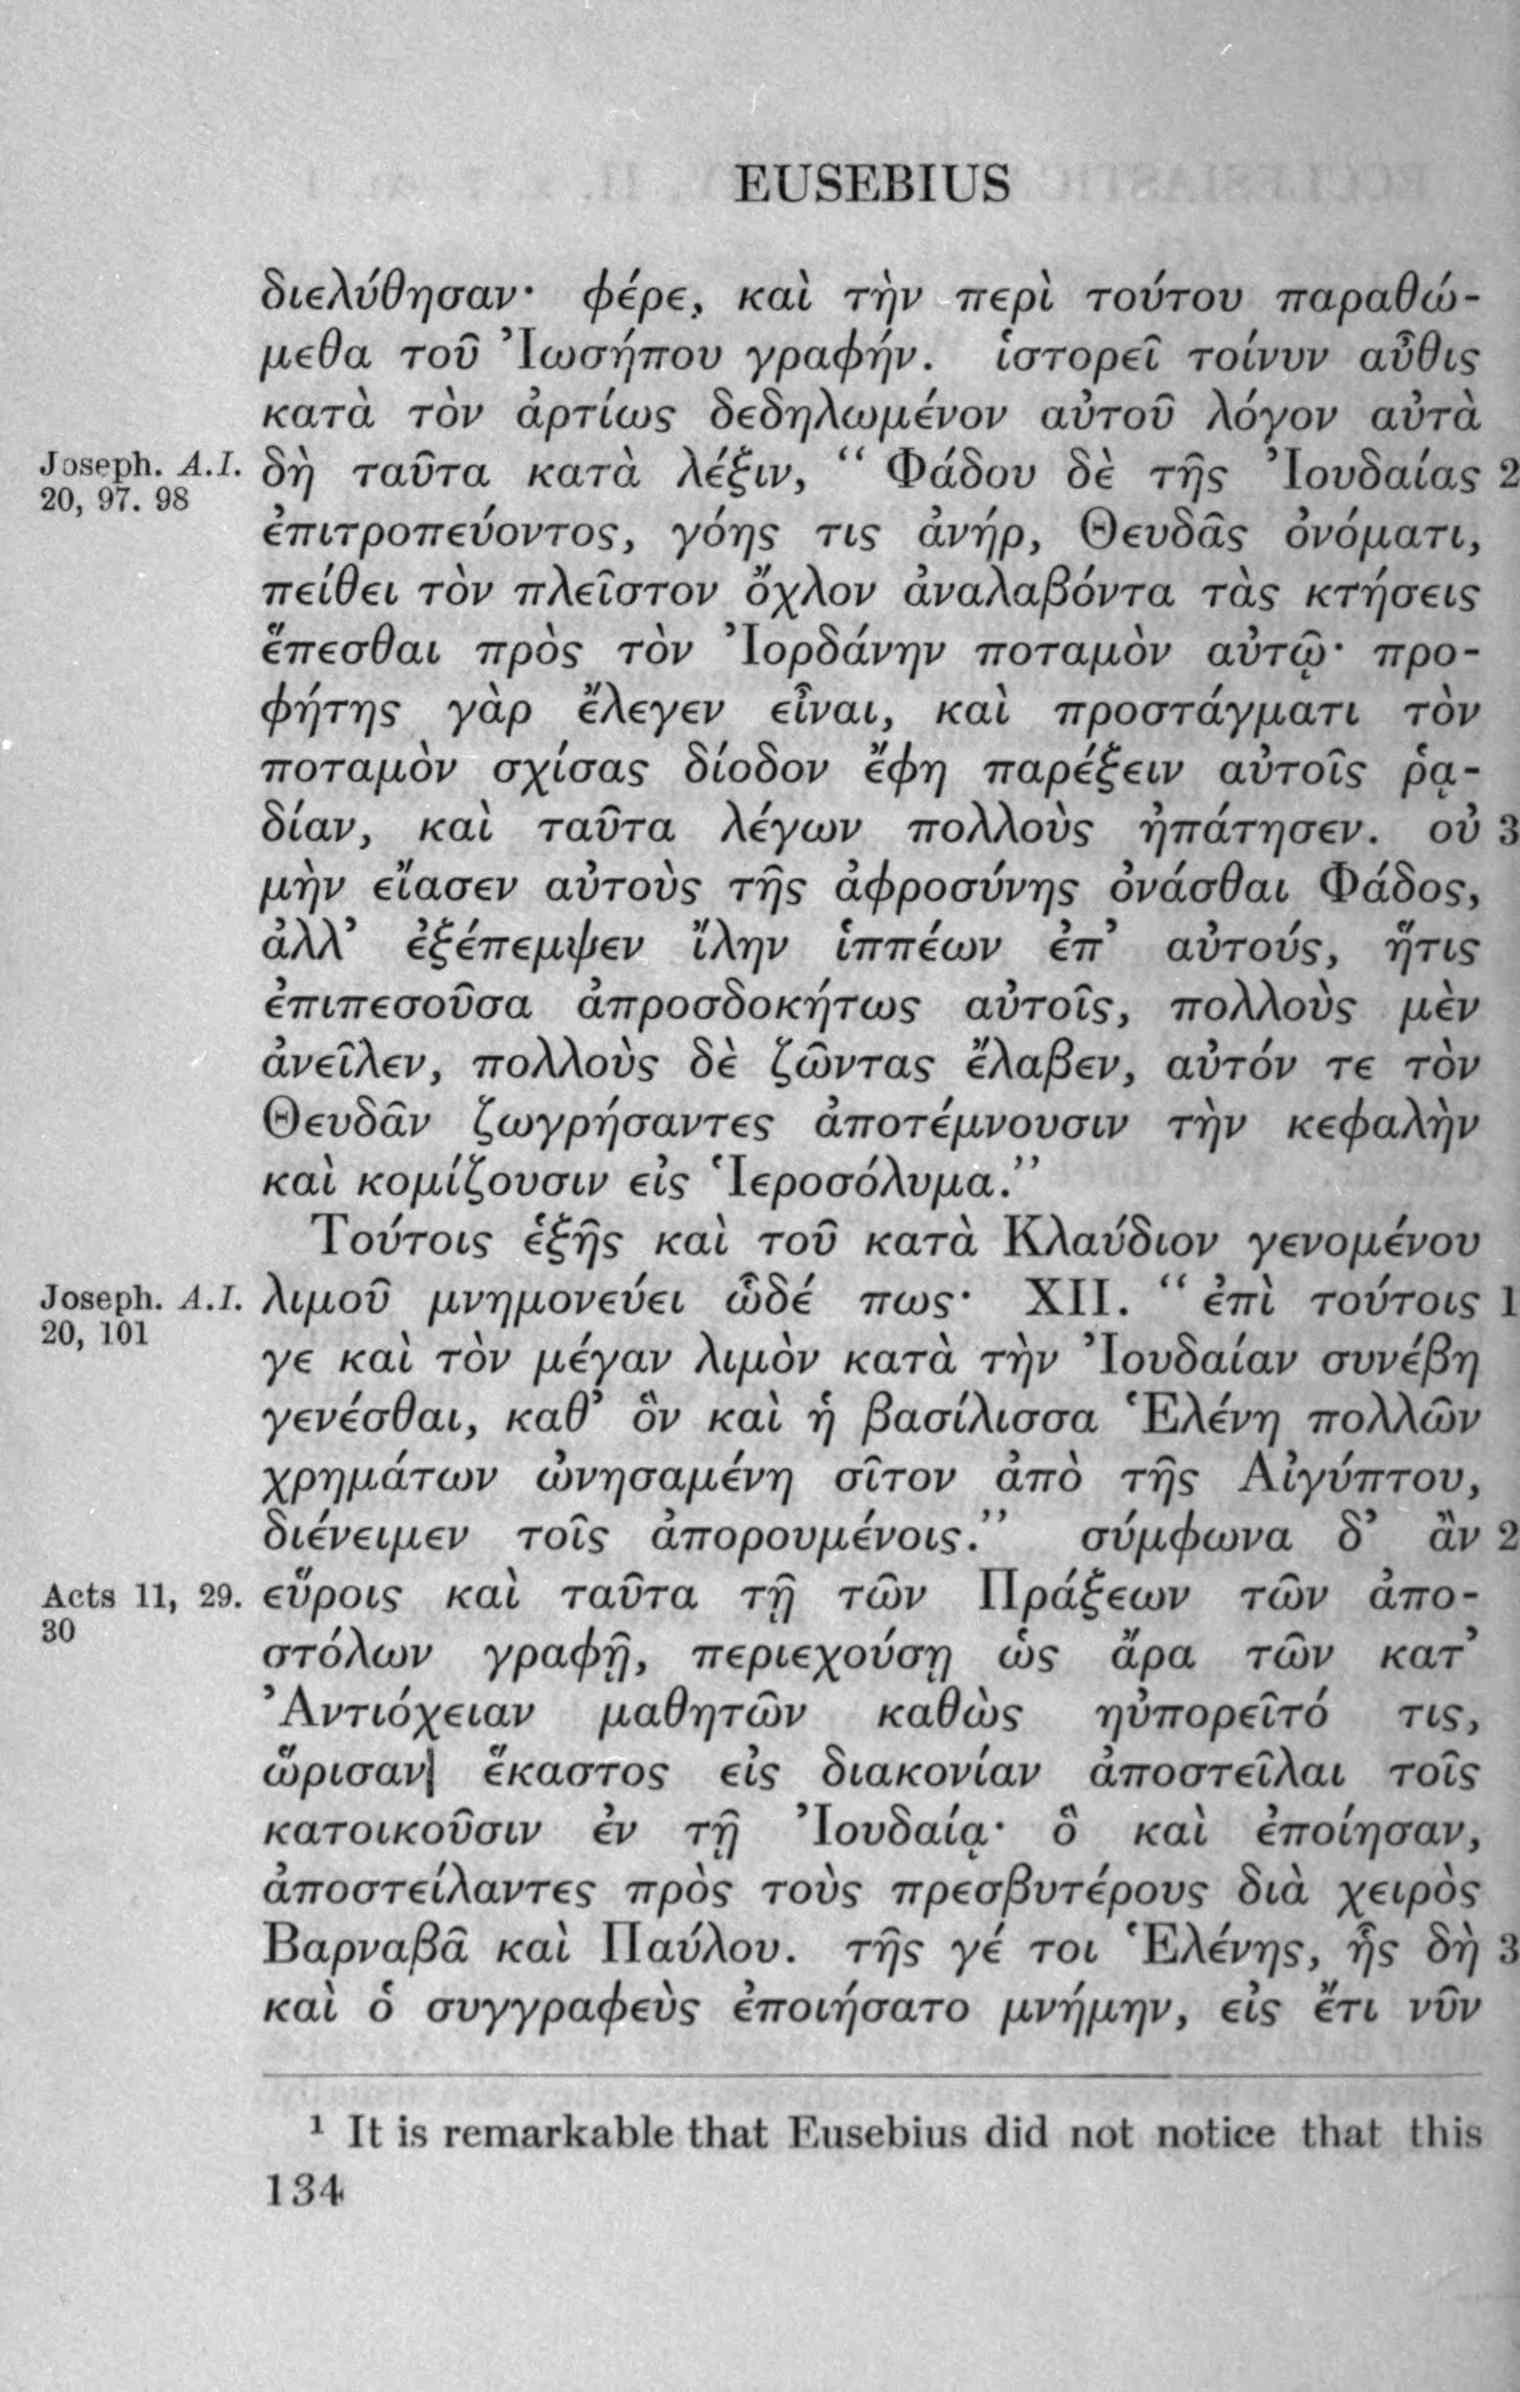 EUSEBIUS
διελύθησαν· φέρε, καὶ τὴν περὶ τούτου παραθώ-
μεθα τοῦ Ἰωσήπου γραφήν. ἱστορεῖ τοίνυν αὖθις
κατὰ τὸν ἀρτίως δεδηλωμένον αὐτοῦ λόγον αὐτὰ
Joseph. A.I. δὴ ταῦτα κατὰ λέξιν, “ Φάδου δὲ τῆς Ἰουδαίας 2
20, 97. 98
ἐπιτροπεύοντος, γόης τις ἀνήρ, Θευδᾶς ὀνόματι,
πείθει τὸν πλεῖστον ὄχλον ἀναλαβόντα τὰς κτήσεις
ἕπεσθαι πρὸς τὸν Ἰορδάνην ποταμὸν αὐτῷ· προ-
φήτης γὰρ ἔλεγεν εἶναι, καὶ προστάγματι τὸν
ποταμὸν σχίσας δίοδον ἔφη παρέξειν αὐτοῖς ῥᾳ-
δίαν, καὶ ταῦτα λέγων πολλοὺς ἠπάτησεν. οὐ 3
μὴν εἴασεν αὐτοὺς τῆς ἀφροσύνης ὀνάσθαι Φάδος,
ἀλλ’ ἐξέπεμψεν ἴλην ἱππέων ἐπ’ αὐτούς, ἥτις
ἐπιπεσοῦσα ἀπροσδοκήτως αὐτοῖς, πολλοὺς μὲν
ἀνεῖλεν, πολλοὺς δὲ ζῶντας ἔλαβεν, αὐτόν τε τὸν
Θευδᾶν ζωγρήσαντες ἀποτέμνουσιν τὴν κεφαλὴν
καὶ κομίζουσιν εἰς Ἱεροσόλυμα.”
Τούτοις ἑξῆς καὶ τοῦ κατὰ Κλαύδιον γενομένου
Joseph. A.I. λιμοῦ μνημονεύει ὧδέ πως· XII. “ ἐπὶ τούτοις 1
20, 101
γε καὶ τὸν μέγαν λιμὸν κατὰ τὴν Ἰουδαίαν συνέβη
γενέσθαι, καθ’ ὃν καὶ ἡ βασίλισσα Ἑλένη πολλῶν
χρημάτων ὠνησαμένη σῖτον ἀπὸ τῆς Αἰγύπτου,
διένειμεν τοῖς ἀπορουμένοις.” σύμφωνα δ’ ἂν 2
Acts 11, 29. εὕροις καὶ ταῦτα τῇ τῶν Πράξεων τῶν ἀπο-
30
στόλων γραφῇ, περιεχούσῃ ὡς ἄρα τῶν κατ’
Ἀντιόχειαν μαθητῶν καθὼς ηὐπορεῖτό τις,
ὥρισαν| ἕκαστος εἰς διακονίαν ἀποστεῖλαι τοῖς
κατοικοῦσιν ἐν τῇ Ἰουδαίᾳ· ὃ καὶ ἐποίησαν,
ἀποστείλαντες πρὸς τοὺς πρεσβυτέρους διὰ χειρὸς
Βαρναβᾶ καὶ Παύλου. τῆς γέ τοι Ἑλένης, ἧς δὴ 3
καὶ ὁ συγγραφεὺς ἐποιήσατο μνήμην, εἰς ἔτι νῦν
¹ It is remarkable that Eusebius did not notice that this
134